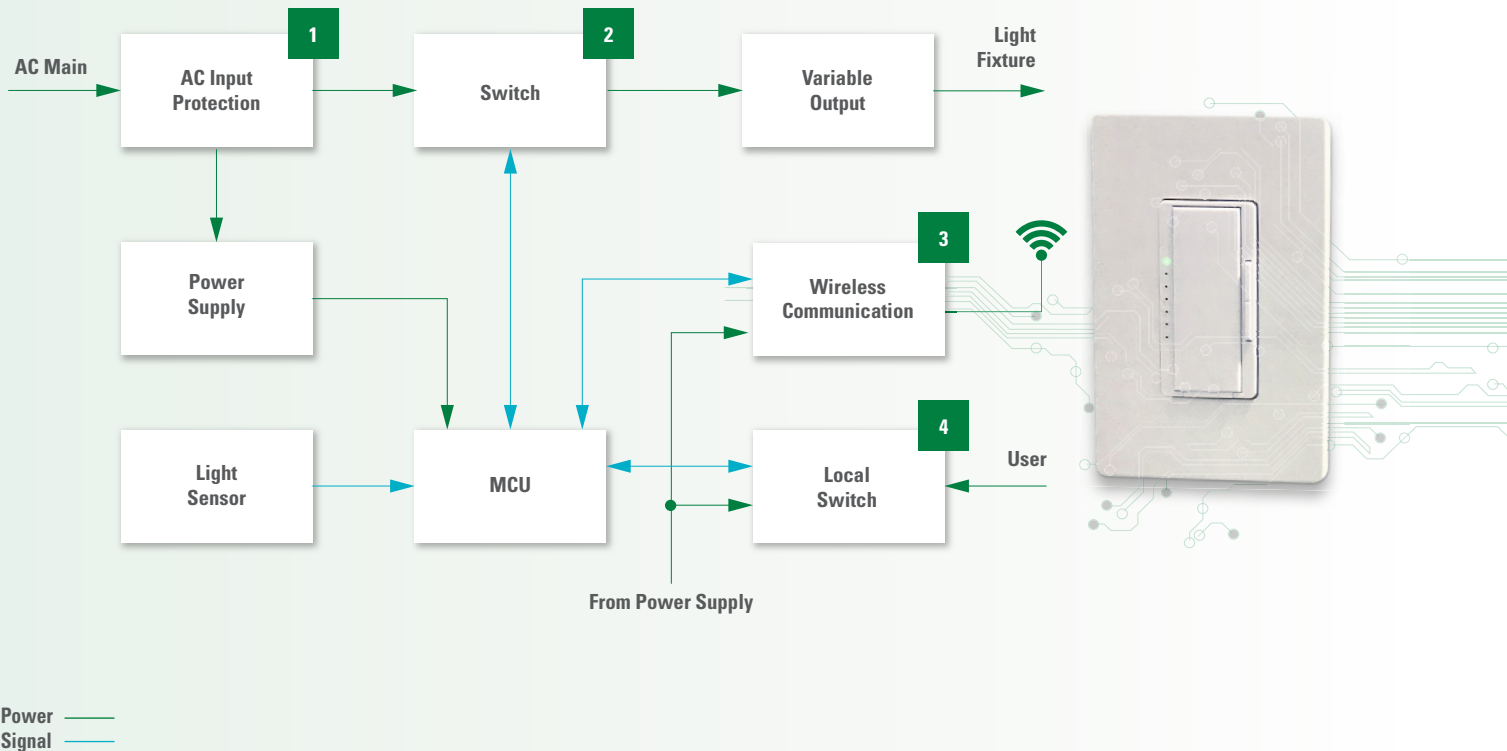 1
2
AC Main
AC Input
Protection
Switch
Variable
Output
Light
Fixture
Power
Supply
3
Wireless
Communication
Light
Sensor
MCU
4
Local
Switch
User
From Power Supply
Power
Signal